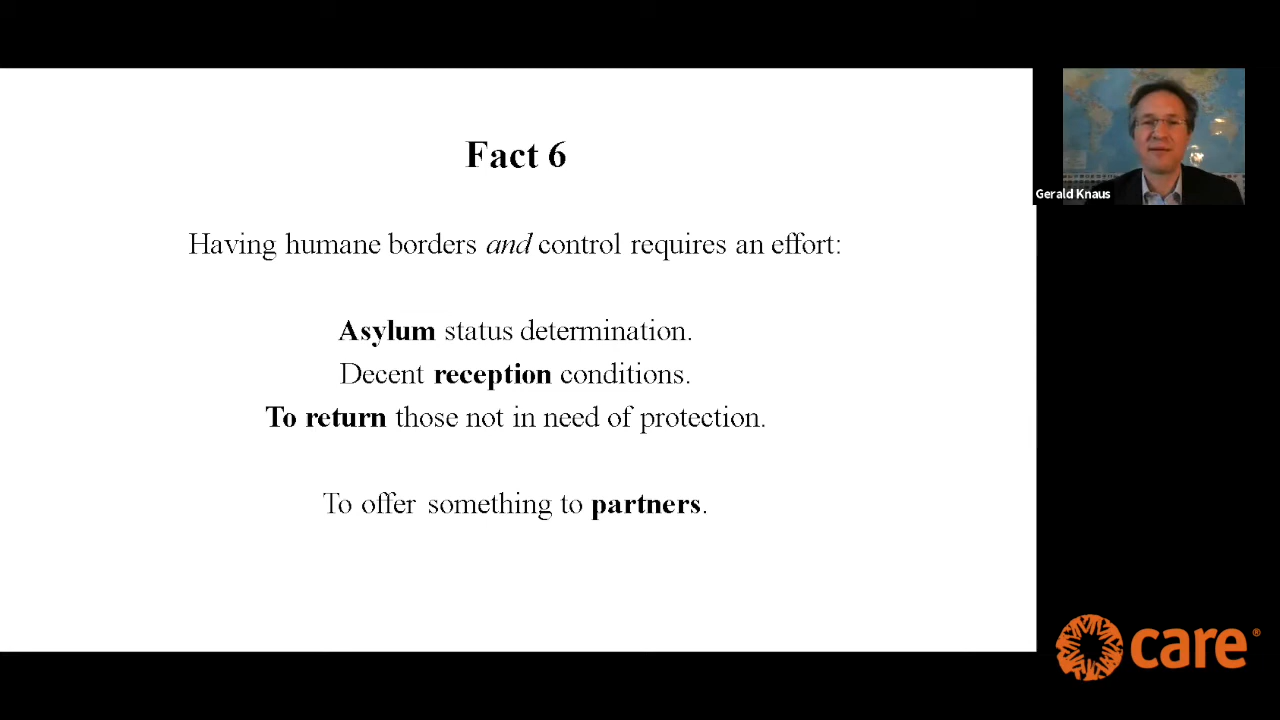 Fact 6
Having humane borders and control requires an effort:
Asylum status determination.
Decent reception conditions.
To return those not in need of protection.
To offer something to partners.
Gerald Knaus
care®